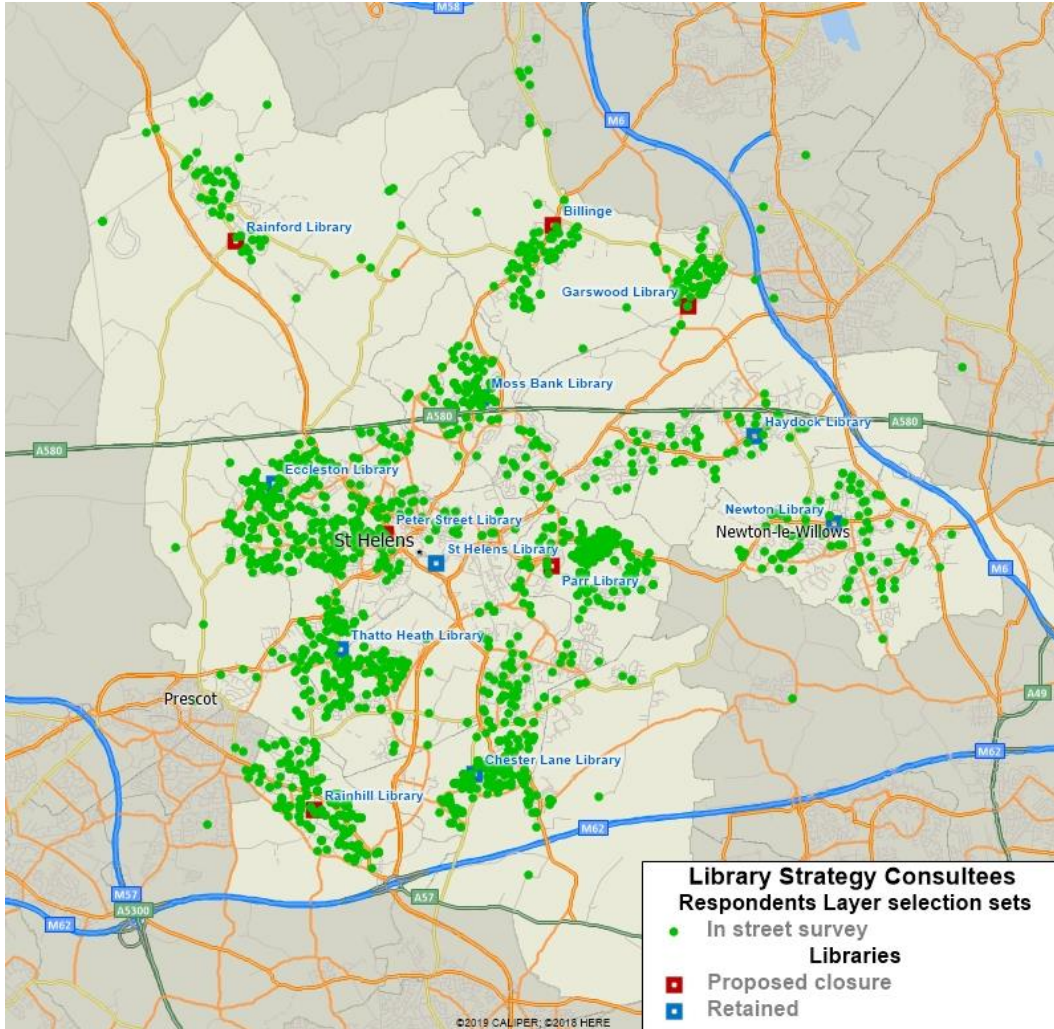 M58
M6
Rainford Library
Billinge
Garswood Library
Moss Bank Library
A580
A580
A580
Haydock Library
Eccleston Library
Peter Street Library
St Helens
St Helens Library
Newton Library
Newton-le-Willows
M6
Parr Library
Thatto Heath Library
Prescot
A49
M62
Chester Lane Library
Rainhill Library
M62
M57
A5300
M62
A57
Library Strategy Consultees
Respondents Layer selection sets
In street survey
Libraries
Proposed closure
Retained
©2019 CALIPER; ©2018 HERE